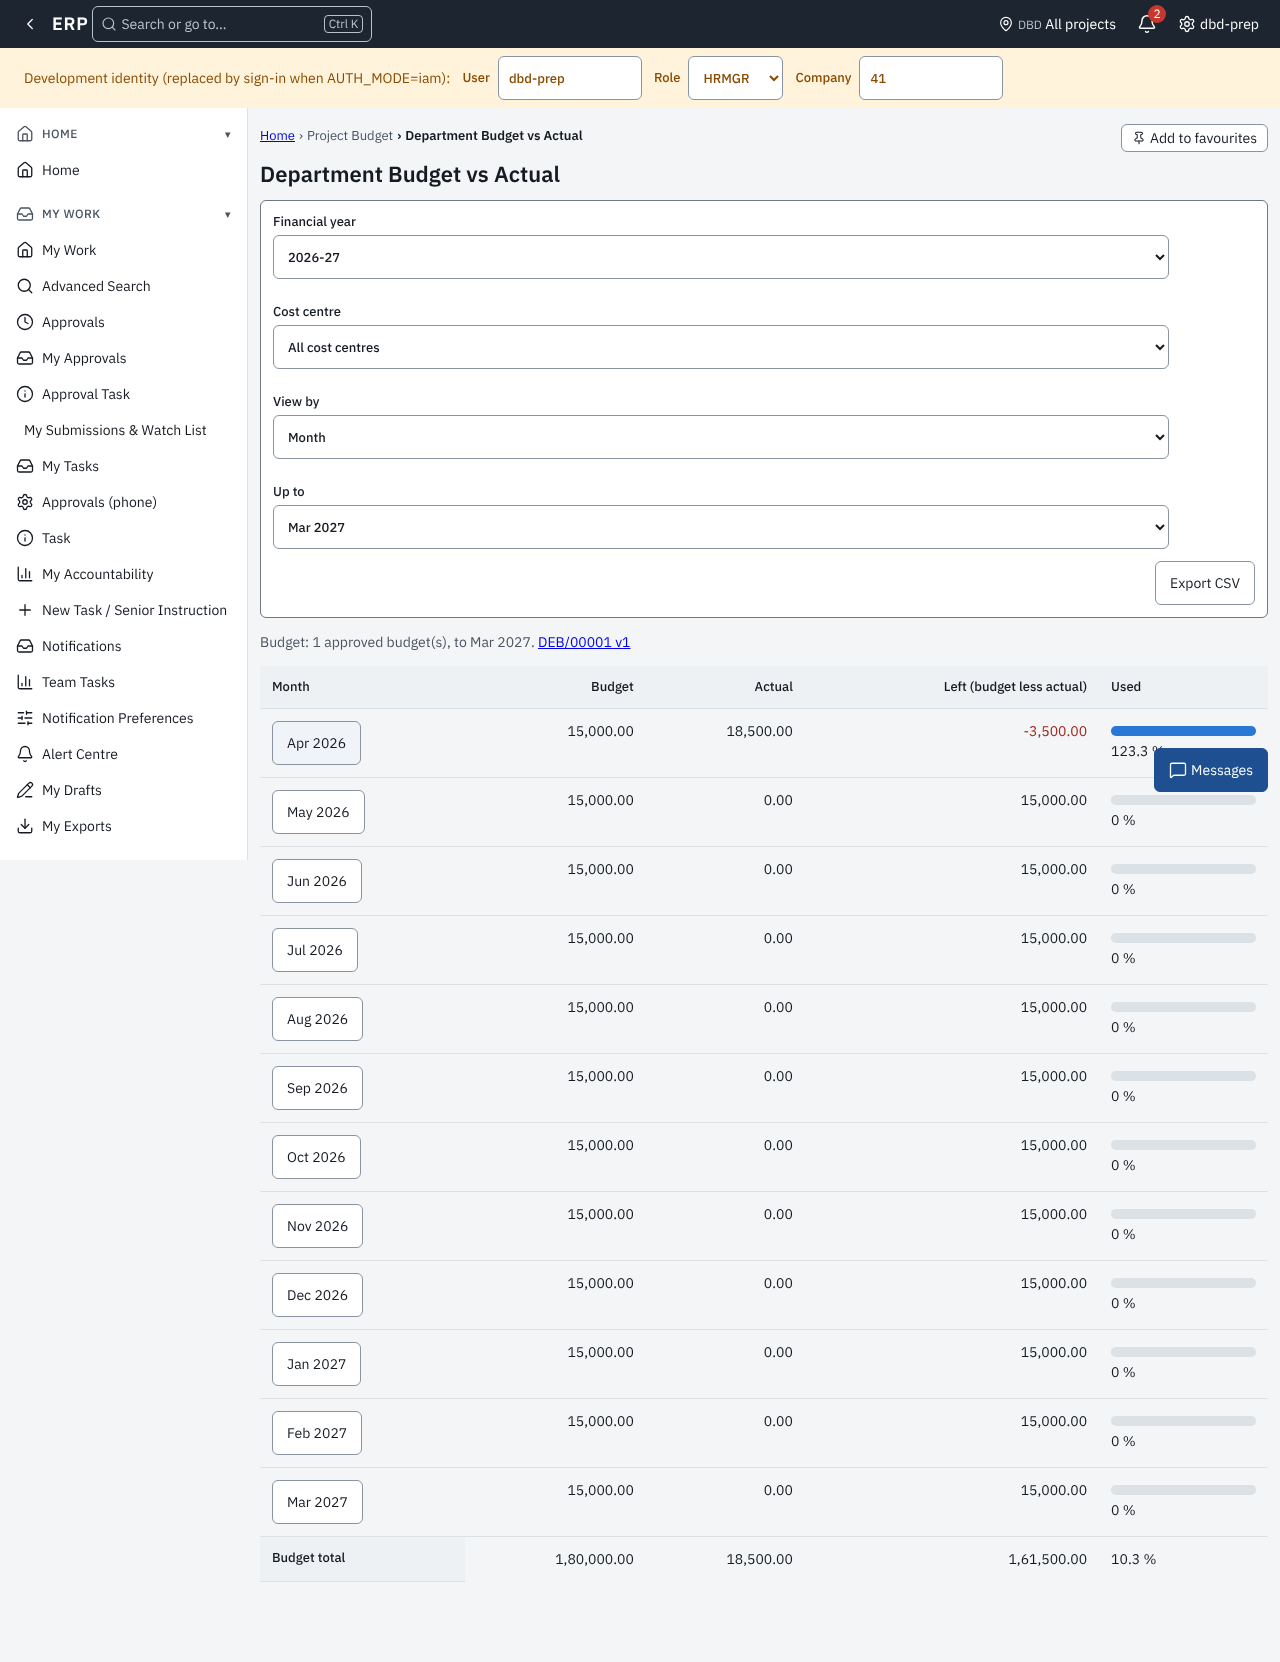 ERP Search or go to... Ctrl K DBD All projects 2 dbd-prep
Development identity (replaced by sign-in when AUTH_MODE=iam): User dbd-prep Role HRMGR Company 41
HOME
Home
MY WORK
My Work
Advanced Search
Approvals
My Approvals
Approval Task
My Submissions & Watch List
My Tasks
Approvals (phone)
Task
My Accountability
New Task / Senior Instruction
Notifications
Team Tasks
Notification Preferences
Alert Centre
My Drafts
My Exports
Home › Project Budget › Department Budget vs Actual
Add to favourites
Department Budget vs Actual
Financial year
2026-27
Cost centre
All cost centres
View by
Month
Up to
Mar 2027
Export CSV
Budget: 1 approved budget(s), to Mar 2027. DEB/00001 v1
Month Budget Actual Left (budget less actual) Used
Apr 2026 15,000.00 18,500.00 -3,500.00 123.3 %
Messages
May 2026 15,000.00 0.00 15,000.00 0 %
Jun 2026 15,000.00 0.00 15,000.00 0 %
Jul 2026 15,000.00 0.00 15,000.00 0 %
Aug 2026 15,000.00 0.00 15,000.00 0 %
Sep 2026 15,000.00 0.00 15,000.00 0 %
Oct 2026 15,000.00 0.00 15,000.00 0 %
Nov 2026 15,000.00 0.00 15,000.00 0 %
Dec 2026 15,000.00 0.00 15,000.00 0 %
Jan 2027 15,000.00 0.00 15,000.00 0 %
Feb 2027 15,000.00 0.00 15,000.00 0 %
Mar 2027 15,000.00 0.00 15,000.00 0 %
Budget total 1,80,000.00 18,500.00 1,61,500.00 10.3 %